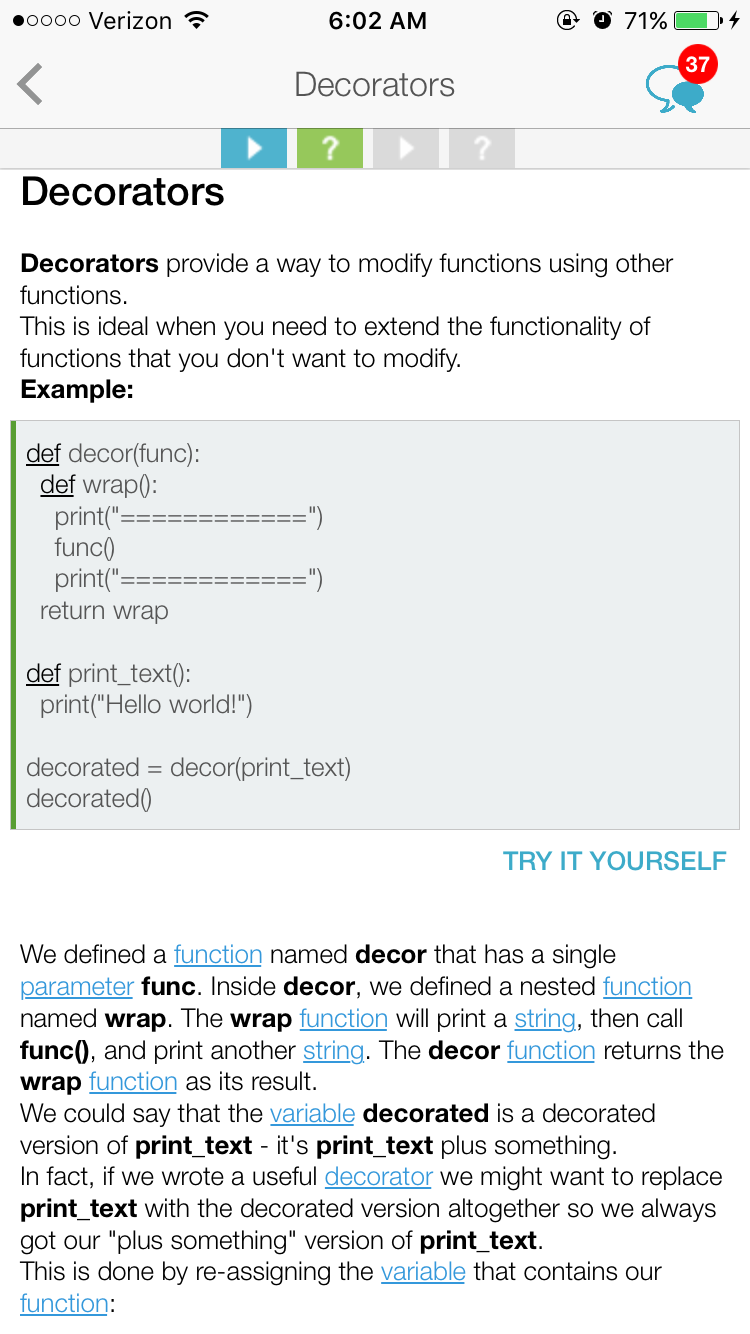 Verizon 6:02 AM 71%
Decorators 37
? ?
Decorators
Decorators provide a way to modify functions using other
functions.
This is ideal when you need to extend the functionality of
functions that you don't want to modify.
Example:
def decor(func):
def wrap():
print("============")
func()
print("============")
return wrap
def print_text():
print("Hello world!")
decorated = decor(print_text)
decorated()
TRY IT YOURSELF
We defined a function named decor that has a single
parameter func. Inside decor, we defined a nested function
named wrap. The wrap function will print a string, then call
func(), and print another string. The decor function returns the
wrap function as its result.
We could say that the variable decorated is a decorated
version of print_text - it's print_text plus something.
In fact, if we wrote a useful decorator we might want to replace
print_text with the decorated version altogether so we always
got our "plus something" version of print_text.
This is done by re-assigning the variable that contains our
function: